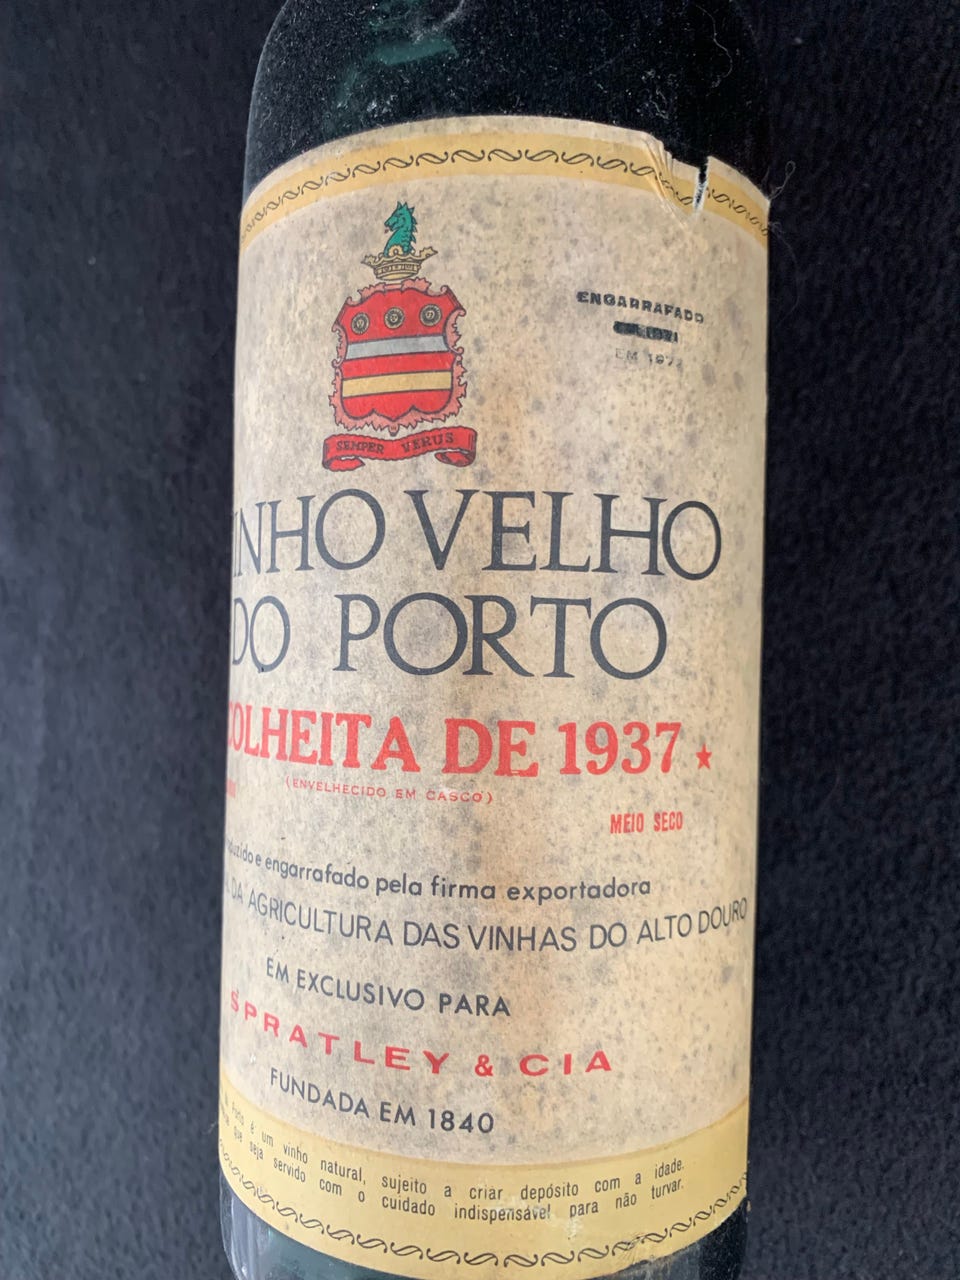 SEMPER VERUS
ENGARRAFADO
EM 197
INHO VELHO
DO PORTO
COLHEITA DE 1937 ★
(ENVELHECIDO EM CASCO)
MEIO SECO
oduzido e engarrafado pela firma exportadora
DA AGRICULTURA DAS VINHAS DO ALTO DOURO
EM EXCLUSIVO PARA
SPRATLEY & CIA
FUNDADA EM 1840
Porto é um vinho natural, sujeito a criar depósito com a idade.
que seja servido com o cuidado indispensável para não turvar.